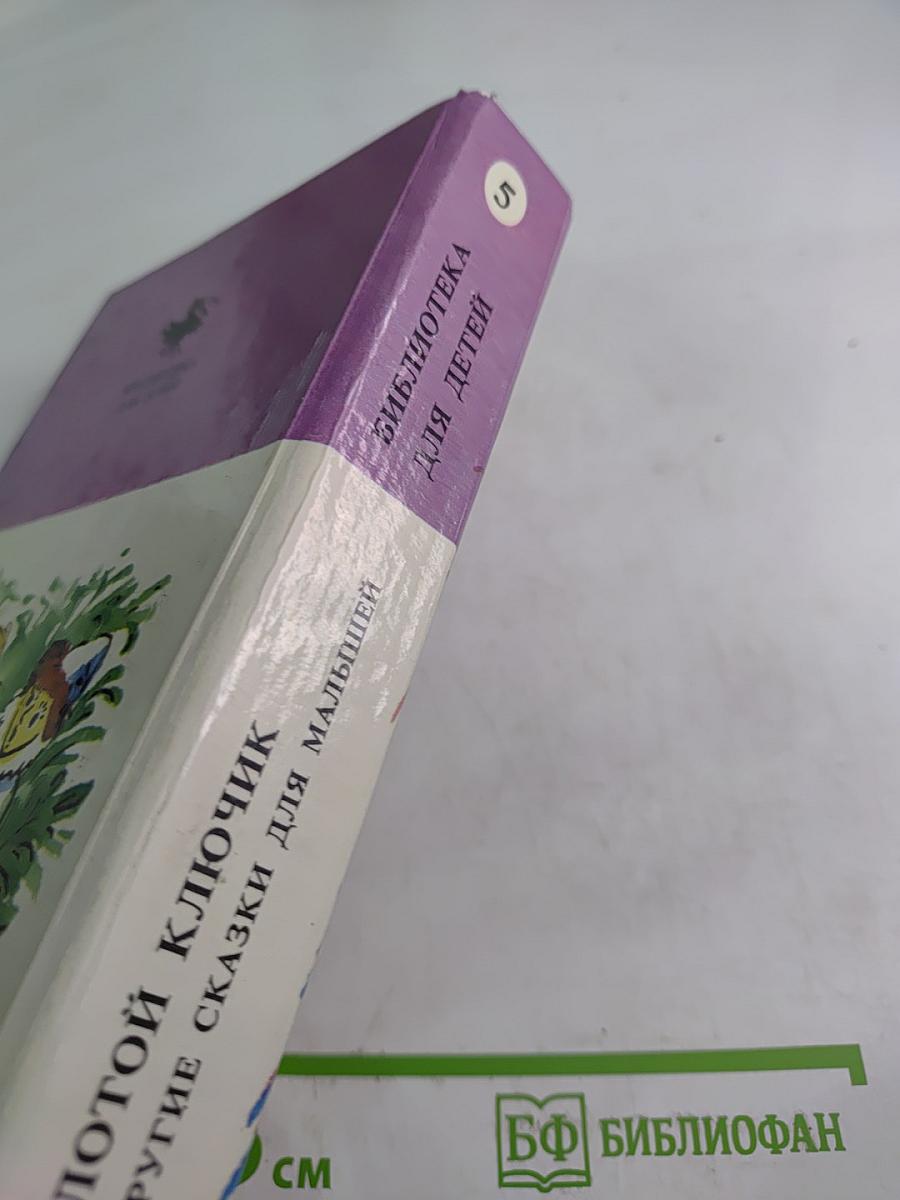 5
БИБЛИОТЕКА
ДЛЯ ДЕТЕЙ
ЛОТОЙ КЛЮЧИК
РУГИЕ СКАЗКИ ДЛЯ МАЛЫШЕЙ
см
БФ БИБЛИОФАН